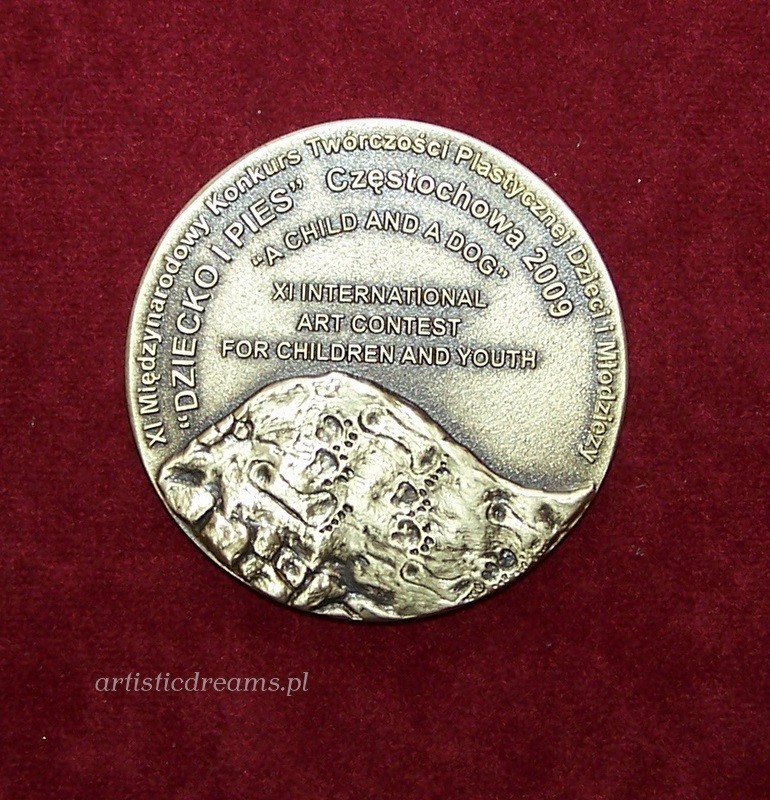 XI Międzynarodowy Konkurs Twórczości Plastycznej Dzieci i Młodzieży
“DZIECKO I PIES” Częstochowa 2009
“A CHILD AND A DOG”
XI INTERNATIONAL
ART CONTEST
FOR CHILDREN AND YOUTH
artisticdreams.pl